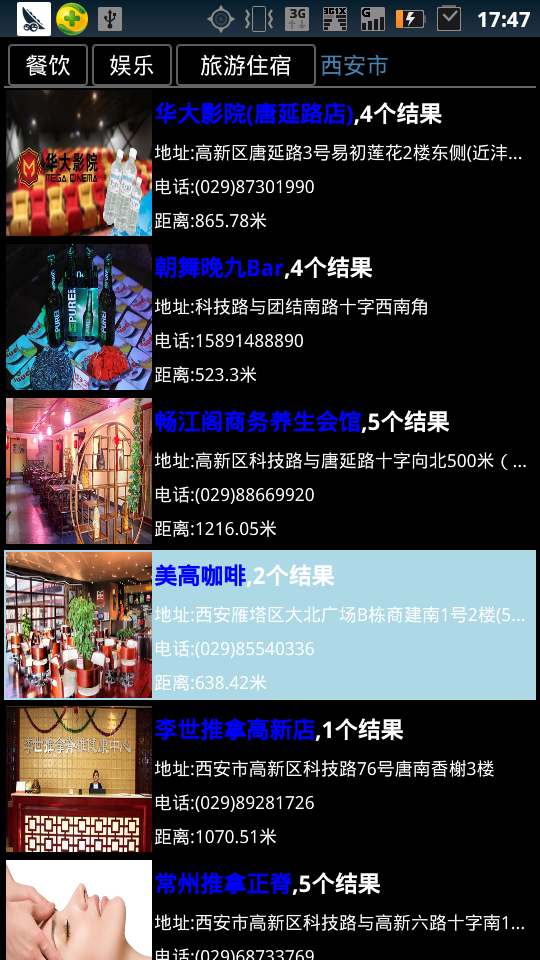 3G
3G1X
G
17:47
餐饮 娱乐 旅游住宿 西安市
华大影院
MEGA CINEMA
华大影院(唐延路店),4个结果
地址:高新区唐延路3号易初莲花2楼东侧(近沣...
电话:(029)87301990
距离:865.78米
PURE
朝舞晚九Bar,4个结果
地址:科技路与团结南路十字西南角
电话:15891488890
距离:523.3米
畅江阁商务养生会馆,5个结果
地址:高新区科技路与唐延路十字向北500米（...
电话:(029)88669920
距离:1216.05米
美高咖啡,2个结果
地址:西安雁塔区大北广场B栋商建南1号2楼(5...
电话:(029)85540336
距离:638.42米
李世推拿高新店,1个结果
地址:西安市高新区科技路76号唐南香榭3楼
电话:(029)89281726
距离:1070.51米
常州推拿正脊,5个结果
地址:西安市高新区科技路与高新六路十字南1...
电话:(029)68733769